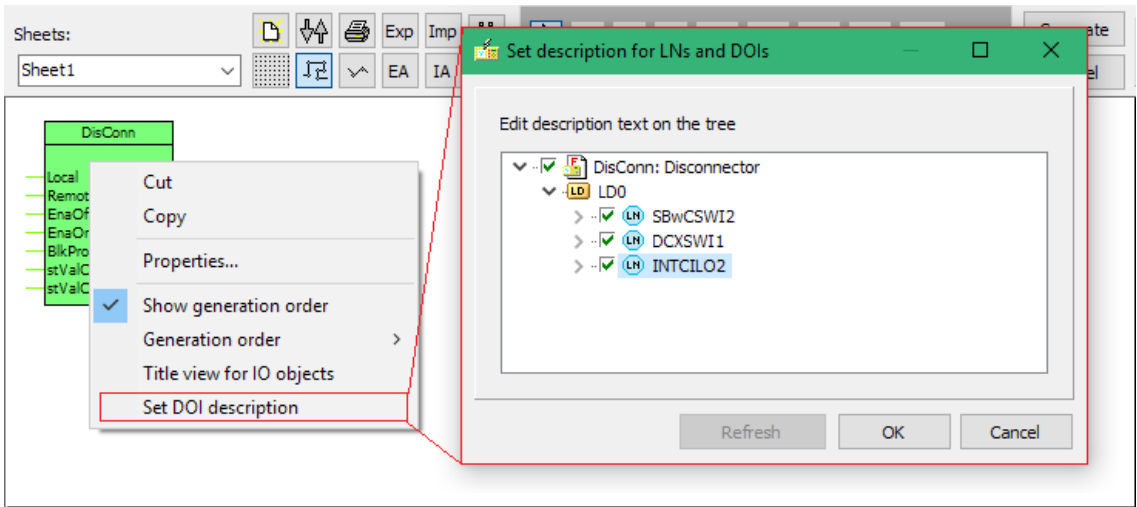 Sheets:
Exp Imp
Sheet1
EA IA
DisConn
Local
Remot
EnaOf
EnaOr
BlkPro
stValC
stValC
Cut
Copy
Properties...
Show generation order
Generation order
Title view for IO objects
Set DOI description
Set description for LNs and DOIs
Edit description text on the tree
F
DisConn: Disconnector
LD LD0
LN SBwCSWI2
LN DCXSWI1
LN INTCILO2
Refresh OK Cancel